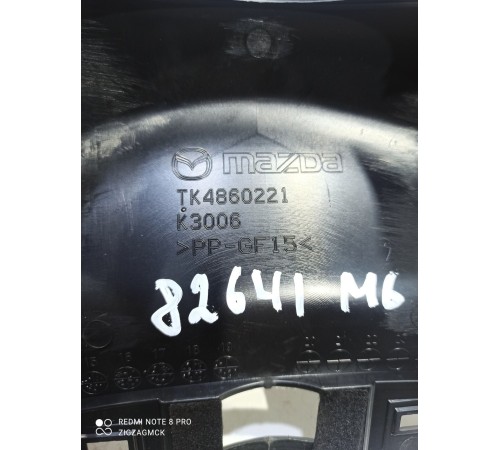 mazda
TK4860221
K3006
>PP-GF15<
82641 M6
REDMI NOTE 8 PRO
ZIGZAGMCK